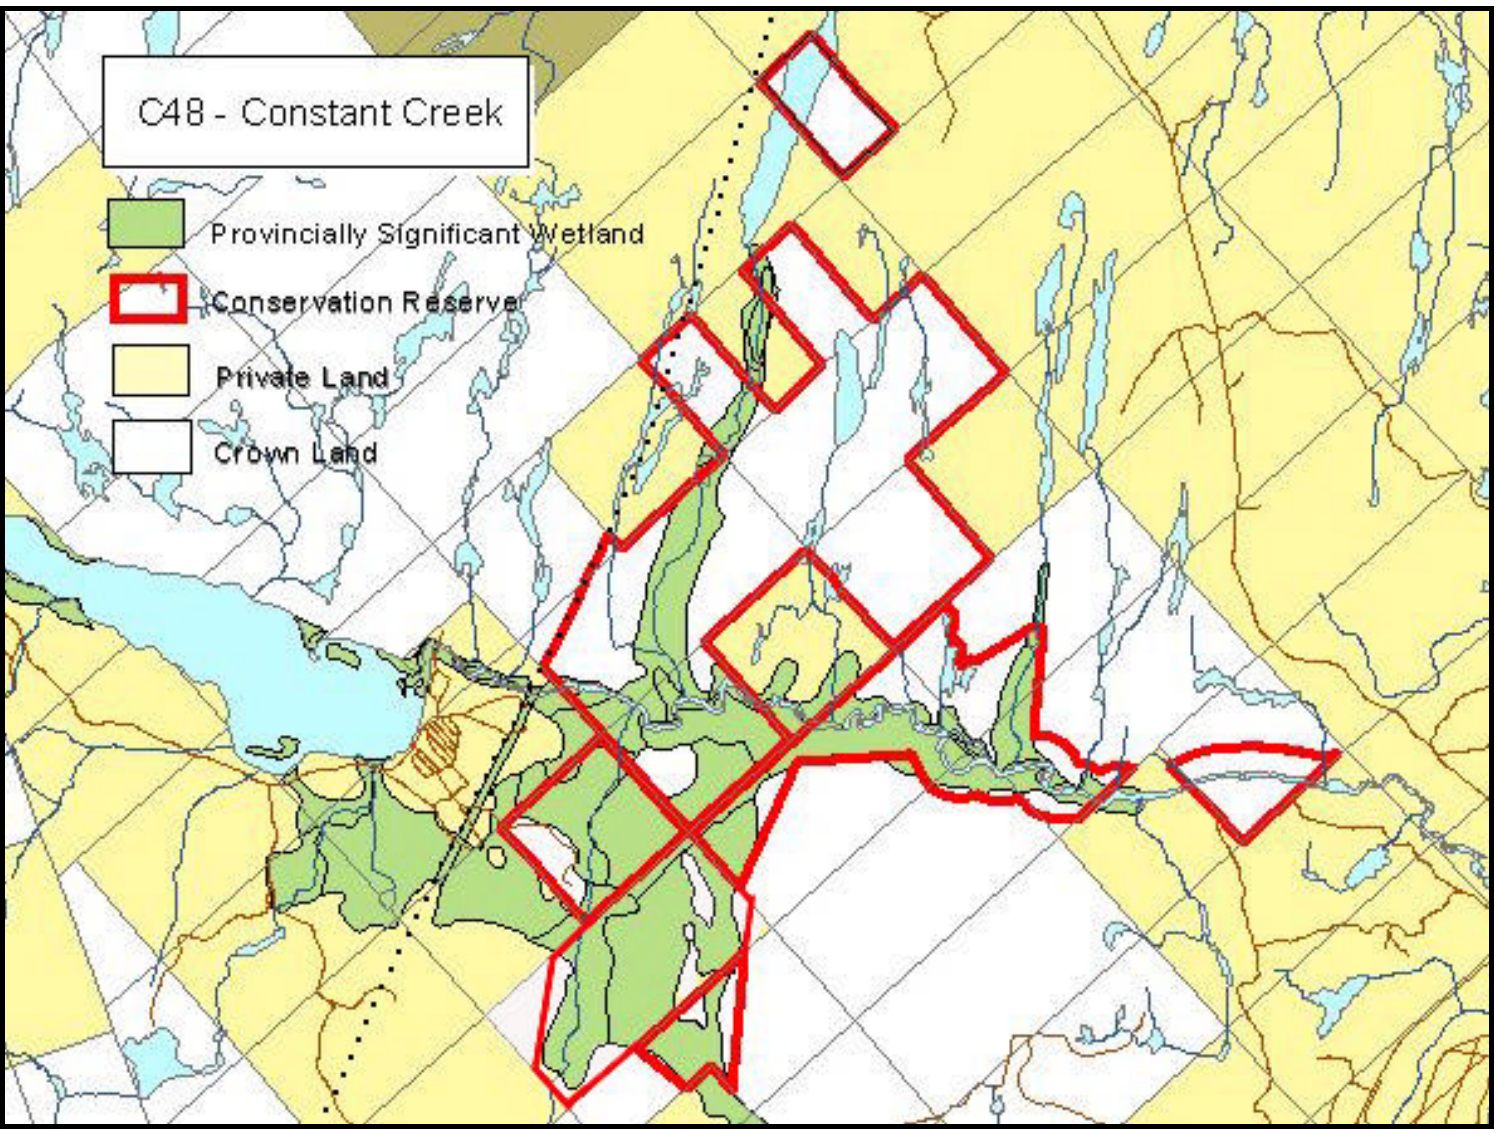 C48 - Constant Creek
Provincially Significant Wetland
Conservation Reserve
Private Land
Crown Land